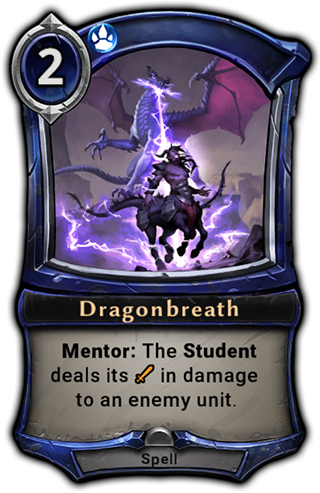 2
Dragonbreath
Mentor: The Student
deals its in damage
to an enemy unit.
Spell